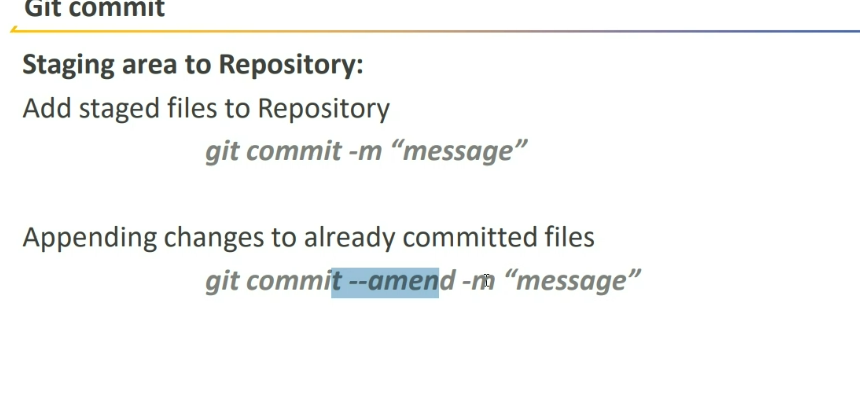 Git commit
Staging area to Repository:
Add staged files to Repository
git commit -m “message”
Appending changes to already committed files
git commit --amend -m “message”